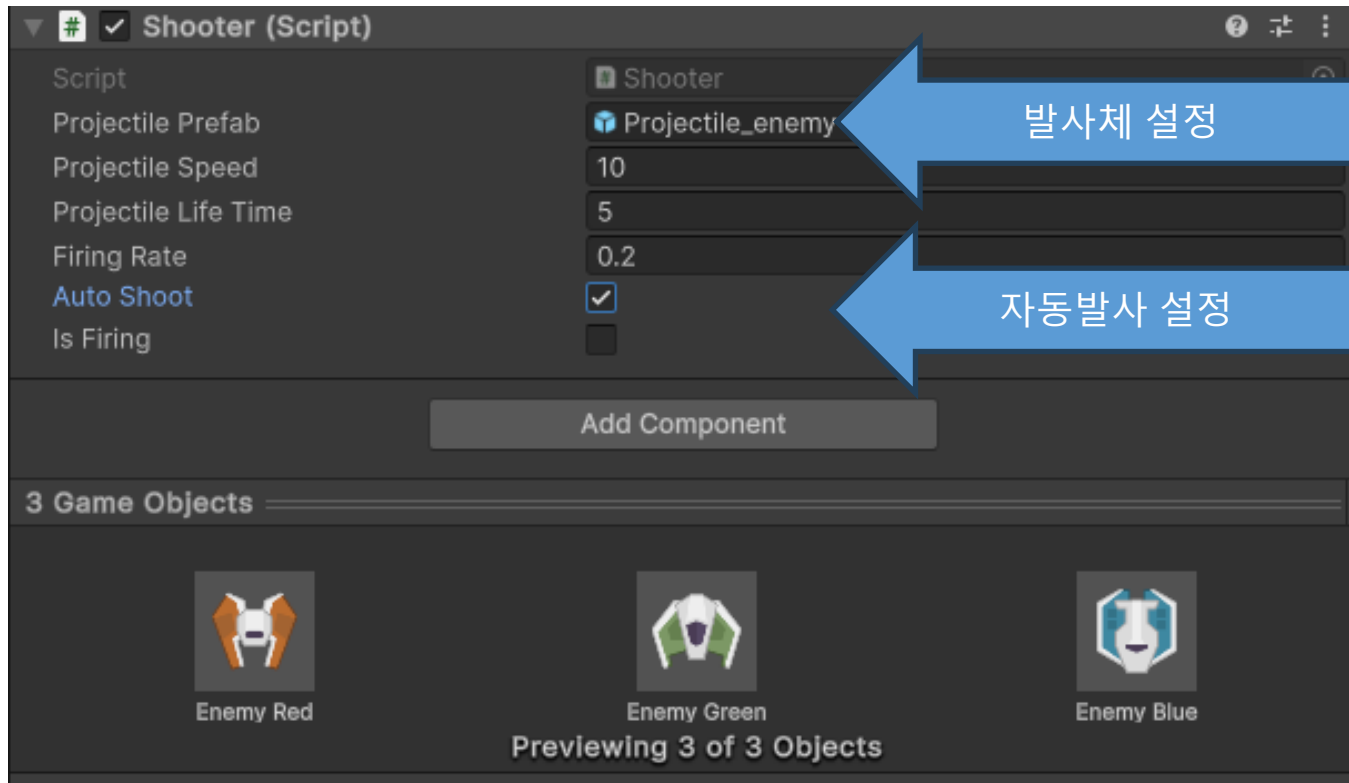 Shooter (Script)
Script Shooter
Projectile Prefab Projectile_enemy
발사체 설정
Projectile Speed 10
Projectile Life Time 5
Firing Rate 0.2
Auto Shoot
자동발사 설정
Is Firing
Add Component
3 Game Objects
Enemy Red Enemy Green Enemy Blue
Previewing 3 of 3 Objects